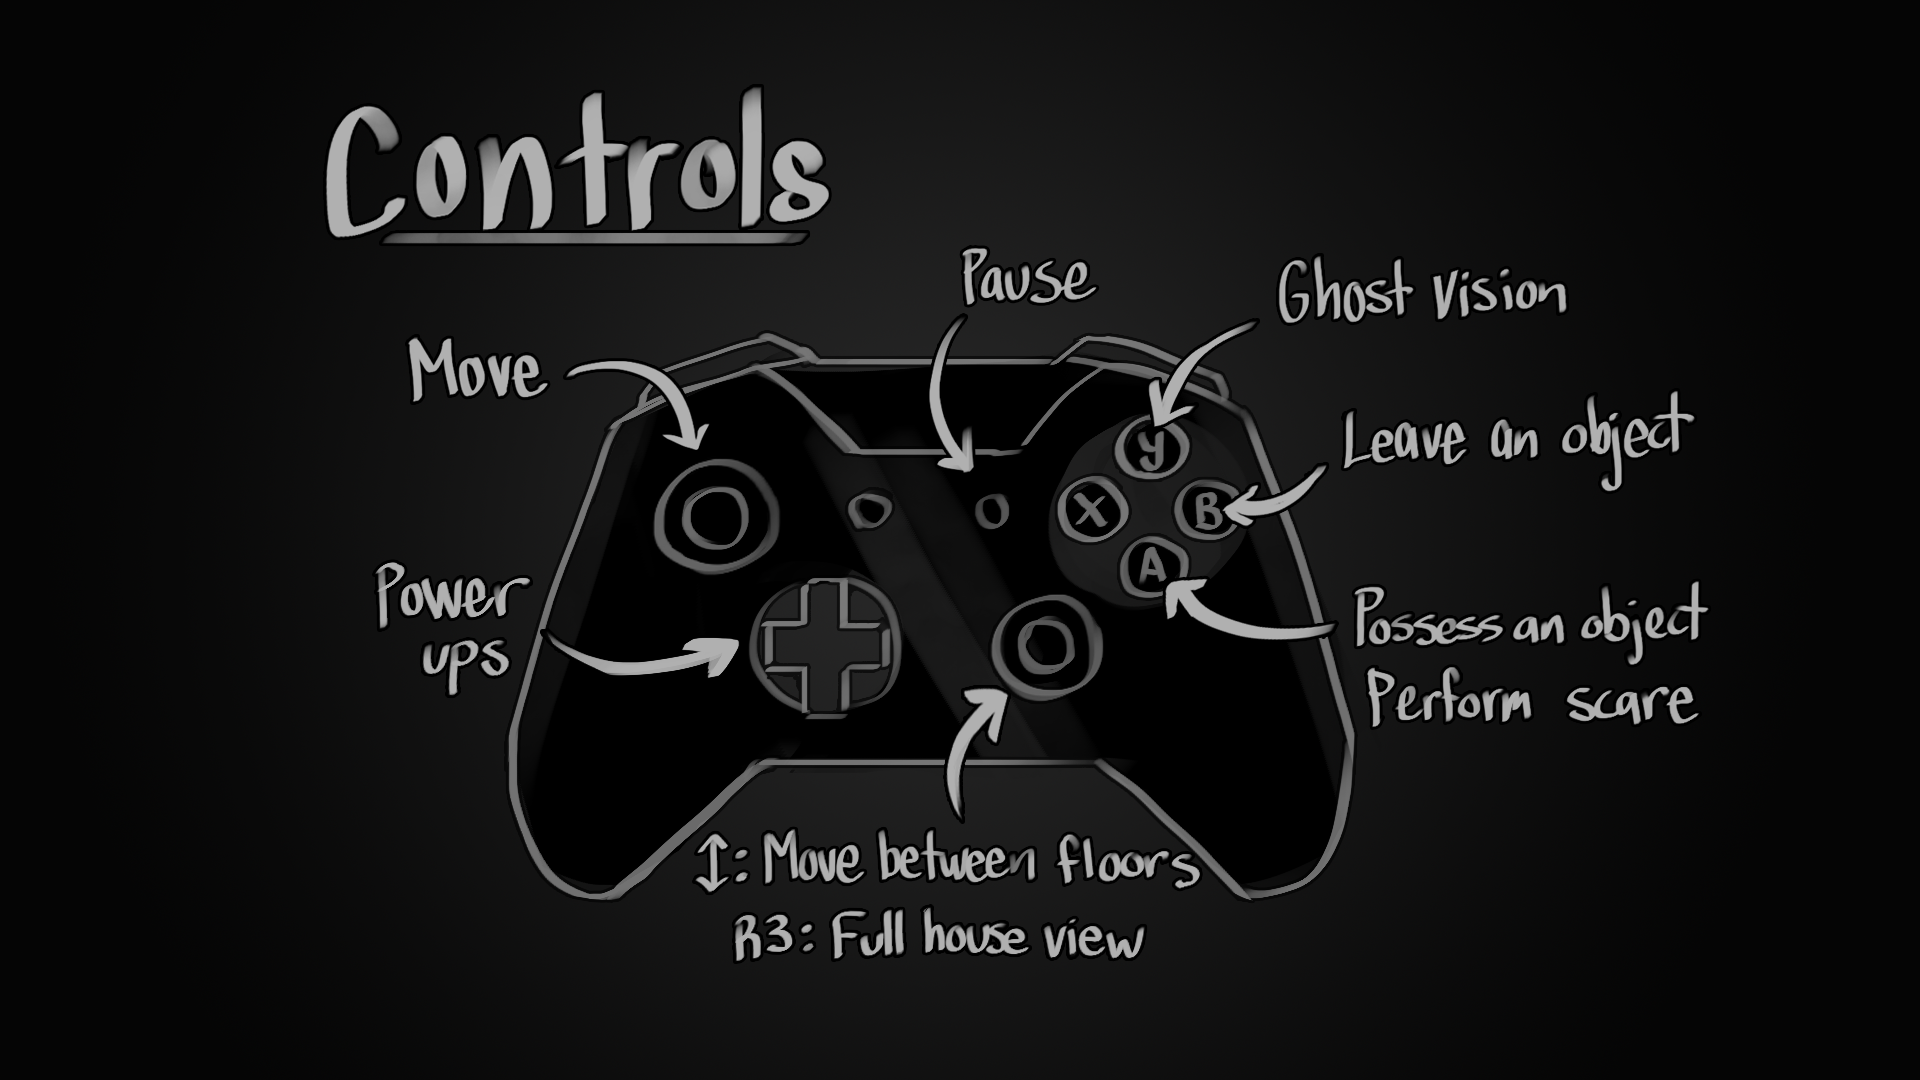 Controls
Pause
Ghost Vision
Move
Leave an object
Y
X
B
A
Power
ups
Possess an object
Perform scare
↕: Move between floors
R3: Full house view